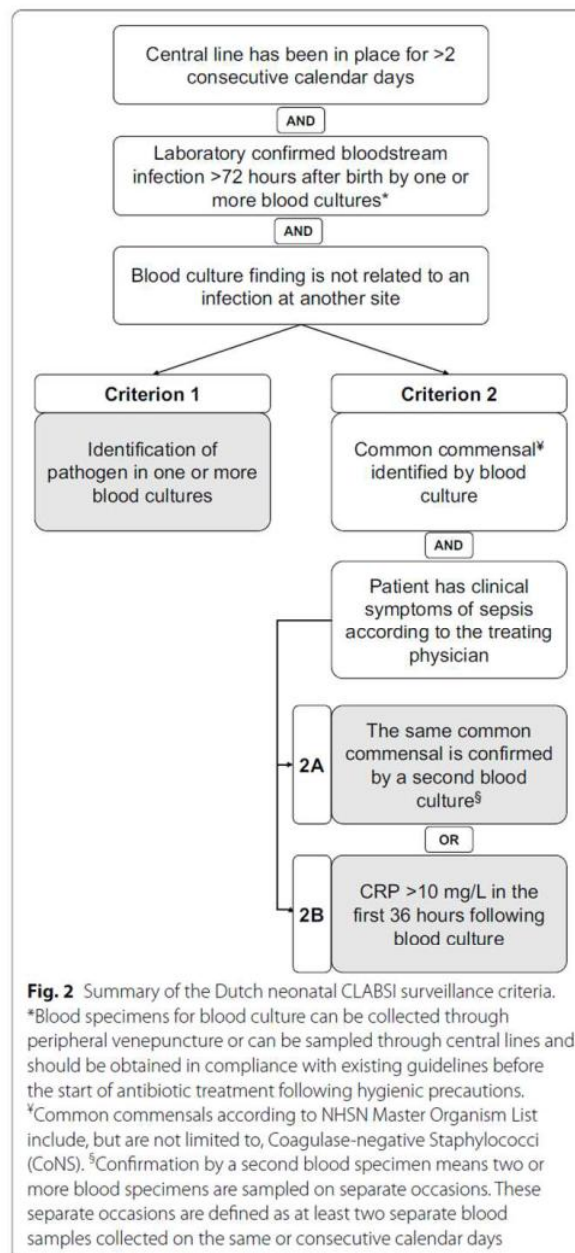 Central line has been in place for >2
consecutive calendar days
AND
Laboratory confirmed bloodstream
infection >72 hours after birth by one or
more blood cultures*
AND
Blood culture finding is not related to an
infection at another site
Criterion 1
Identification of
pathogen in one or more
blood cultures
Criterion 2
Common commensal¥
identified by blood
culture
AND
Patient has clinical
symptoms of sepsis
according to the treating
physician
2A
The same common
commensal is confirmed
by a second blood
culture§
OR
2B
CRP >10 mg/L in the
first 36 hours following
blood culture
Fig. 2 Summary of the Dutch neonatal CLABSI surveillance criteria.
*Blood specimens for blood culture can be collected through
peripheral venepuncture or can be sampled through central lines and
should be obtained in compliance with existing guidelines before
the start of antibiotic treatment following hygienic precautions.
¥Common commensals according to NHSN Master Organism List
include, but are not limited to, Coagulase-negative Staphylococci
(CoNS). §Confirmation by a second blood specimen means two or
more blood specimens are sampled on separate occasions. These
separate occasions are defined as at least two separate blood
samples collected on the same or consecutive calendar days